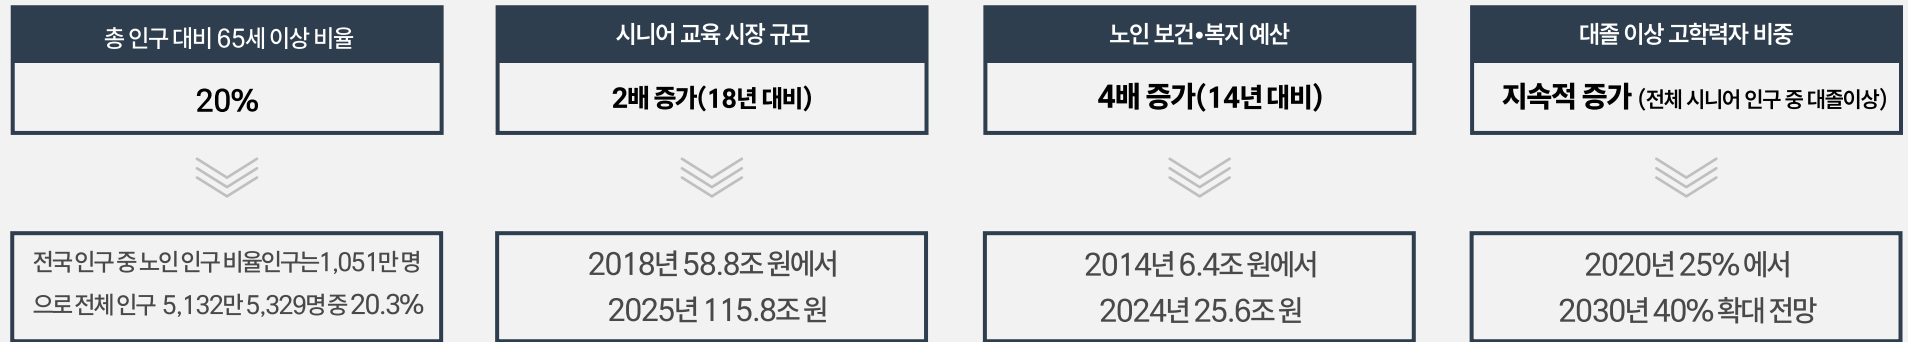 총 인구 대비 65세 이상 비율
20%
전국 인구 중 노인 인구 비율인구는1,051만 명
으로 전체 인구 5,132만 5,329명 중 20.3%
시니어 교육 시장 규모
2배 증가(18년 대비)
2018년 58.8조 원에서
2025년 115.8조 원
노인 보건•복지 예산
4배 증가(14년 대비)
2014년 6.4조 원에서
2024년 25.6조 원
대졸 이상 고학력자 비중
지속적 증가 (전체 시니어 인구 중 대졸이상)
2020년 25% 에서
2030년 40% 확대 전망